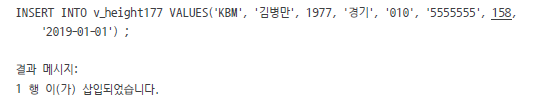 INSERT INTO v_height177 VALUES('KBM', '김병만', 1977, '경기', '010', '5555555', 158,
'2019-01-01') ;
결과 메시지:
1 행 이(가) 삽입되었습니다.